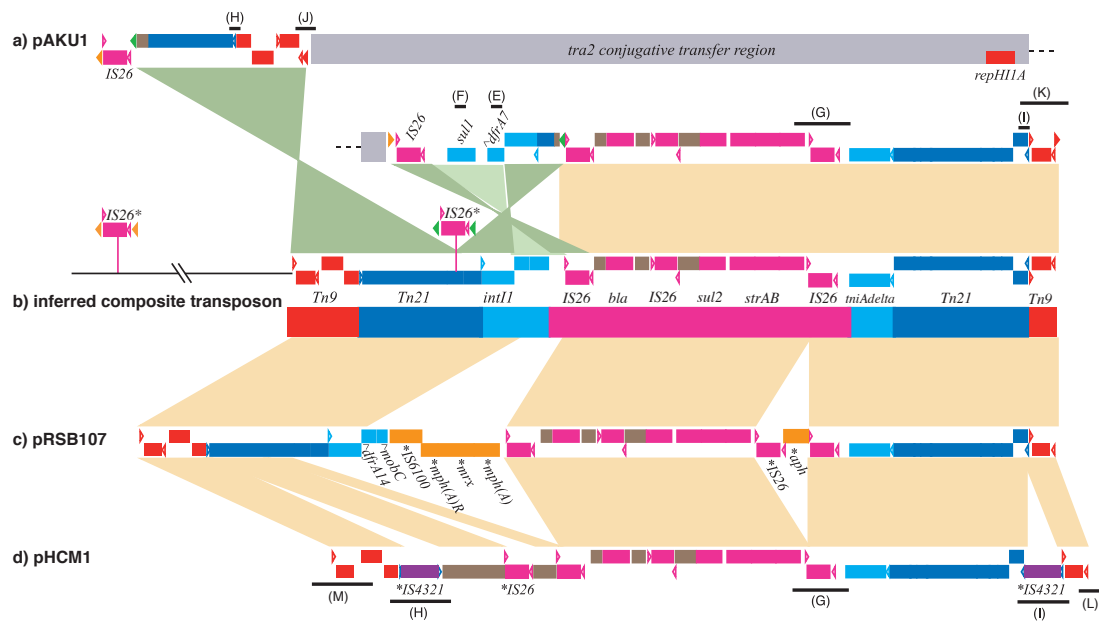 (H) (J)
a) pAKU1
tra2 conjugative transfer region
IS26
repHI1A
(K)
(F) (E) (G) (I)
IS26 sul1 ^dfrA7
IS26* IS26*
b) inferred composite transposon
Tn9 Tn21 intI1 IS26 bla IS26 sul2 strAB IS26 tniAdelta Tn21 Tn9
c) pRSB107
^dfrA14 ^mobC *IS6100 *mph(A)R *mrx *mph(A) *IS26 *aph
d) pHCM1
*IS4321 *IS26 *IS4321
(M) (H) (G) (I) (L)